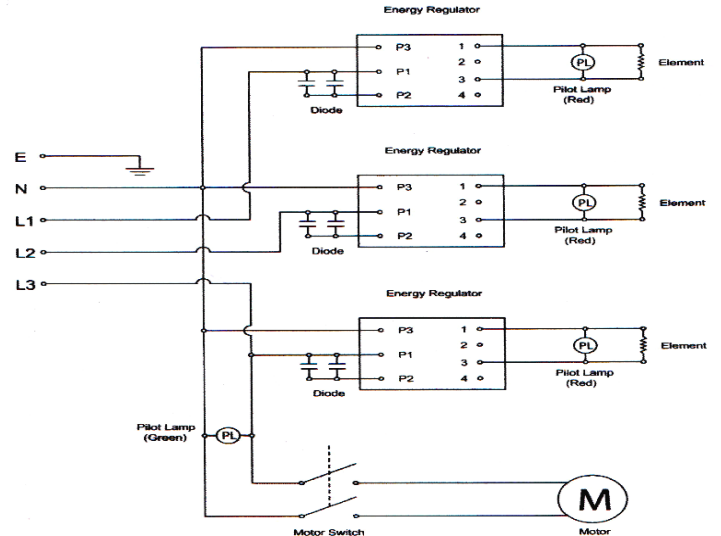 Energy Regulator
P3 1
P1 2
P2 3
4
Diode
PL
Pilot Lamp
(Red)
Element
E
N
L1
L2
L3
Energy Regulator
P3 1
P1 2
P2 3
4
Diode
PL
Pilot Lamp
(Red)
Element
Energy Regulator
P3 1
P1 2
P2 3
4
Diode
PL
Pilot Lamp
(Red)
Element
Pilot Lamp
(Green)
PL
Motor Switch
M
Motor